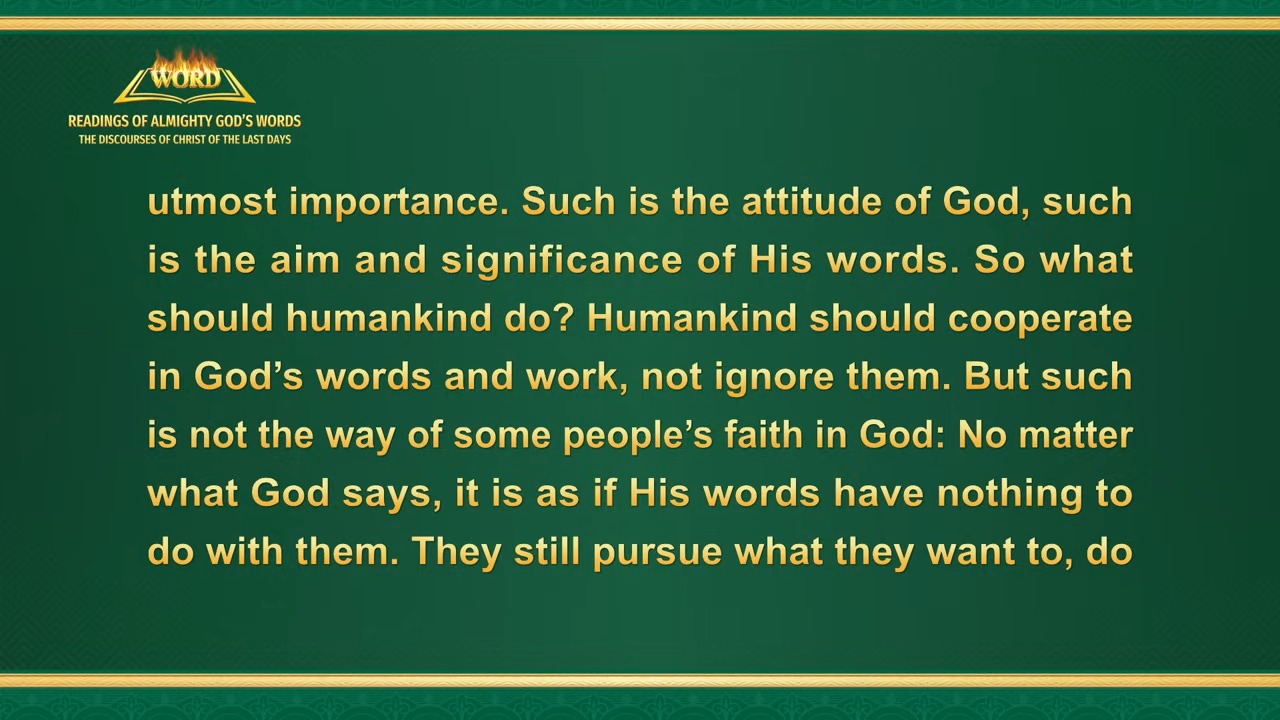 WORD
READINGS OF ALMIGHTY GOD'S WORDS
THE DISCOURSES OF CHRIST OF THE LAST DAYS
utmost importance. Such is the attitude of God, such
is the aim and significance of His words. So what
should humankind do? Humankind should cooperate
in God’s words and work, not ignore them. But such
is not the way of some people’s faith in God: No matter
what God says, it is as if His words have nothing to
do with them. They still pursue what they want to, do